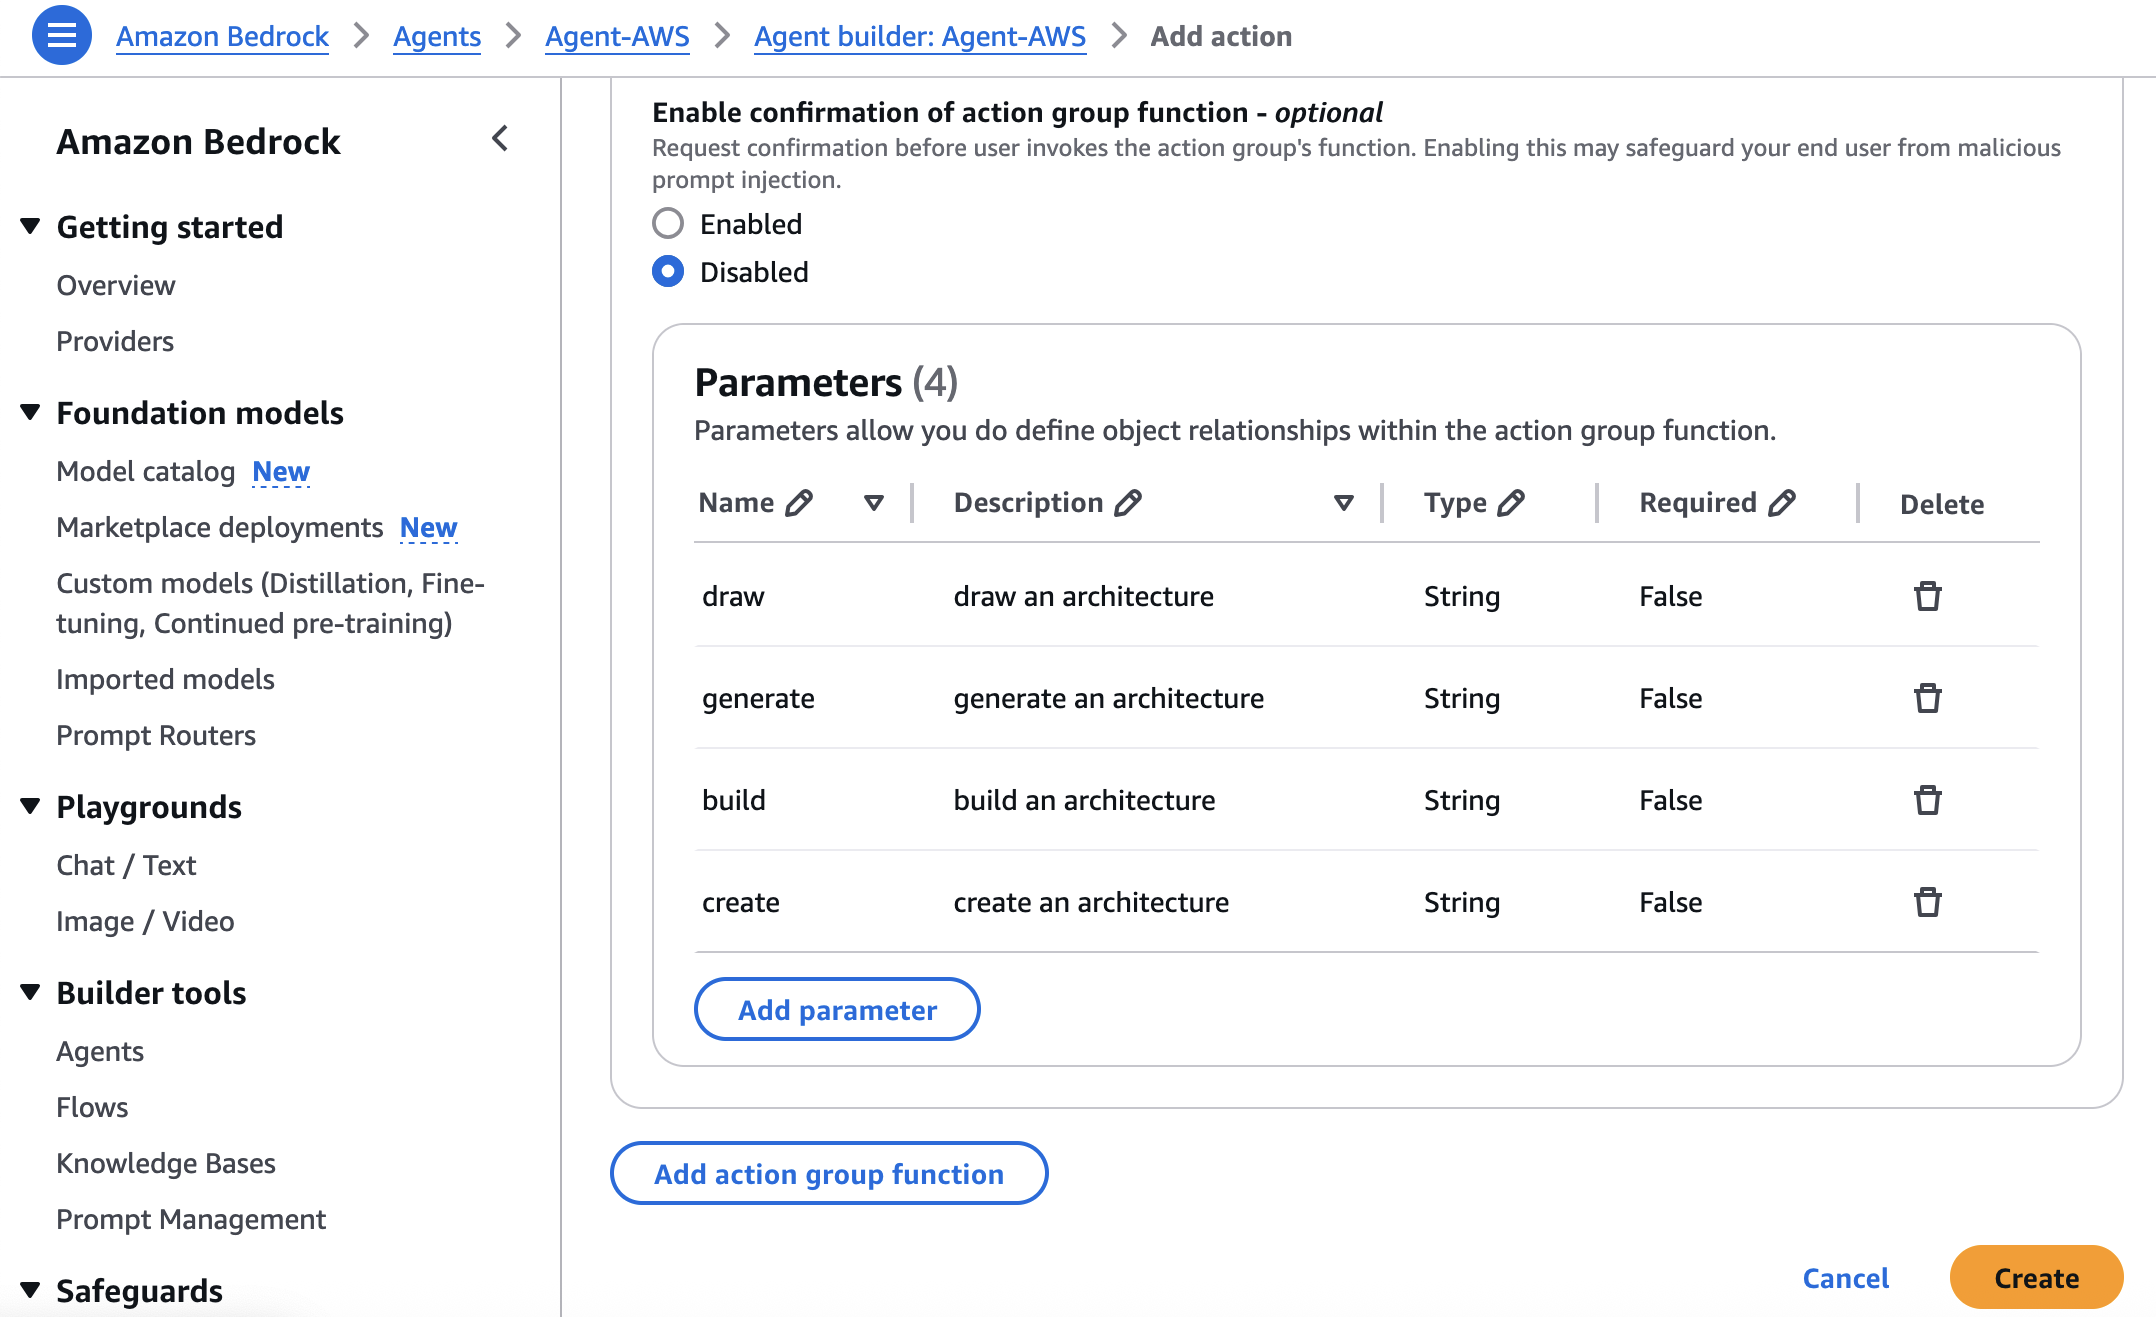 Amazon Bedrock > Agents > Agent-AWS > Agent builder: Agent-AWS > Add action
Amazon Bedrock
Getting started
Overview
Providers
Foundation models
Model catalog New
Marketplace deployments New
Custom models (Distillation, Fine-
tuning, Continued pre-training)
Imported models
Prompt Routers
Playgrounds
Chat / Text
Image / Video
Builder tools
Agents
Flows
Knowledge Bases
Prompt Management
Safeguards
Enable confirmation of action group function - optional
Request confirmation before user invokes the action group's function. Enabling this may safeguard your end user from malicious
prompt injection.
Enabled
Disabled
Parameters (4)
Parameters allow you do define object relationships within the action group function.
Name Description Type Required Delete
draw draw an architecture String False
generate generate an architecture String False
build build an architecture String False
create create an architecture String False
Add parameter
Add action group function
Cancel Create